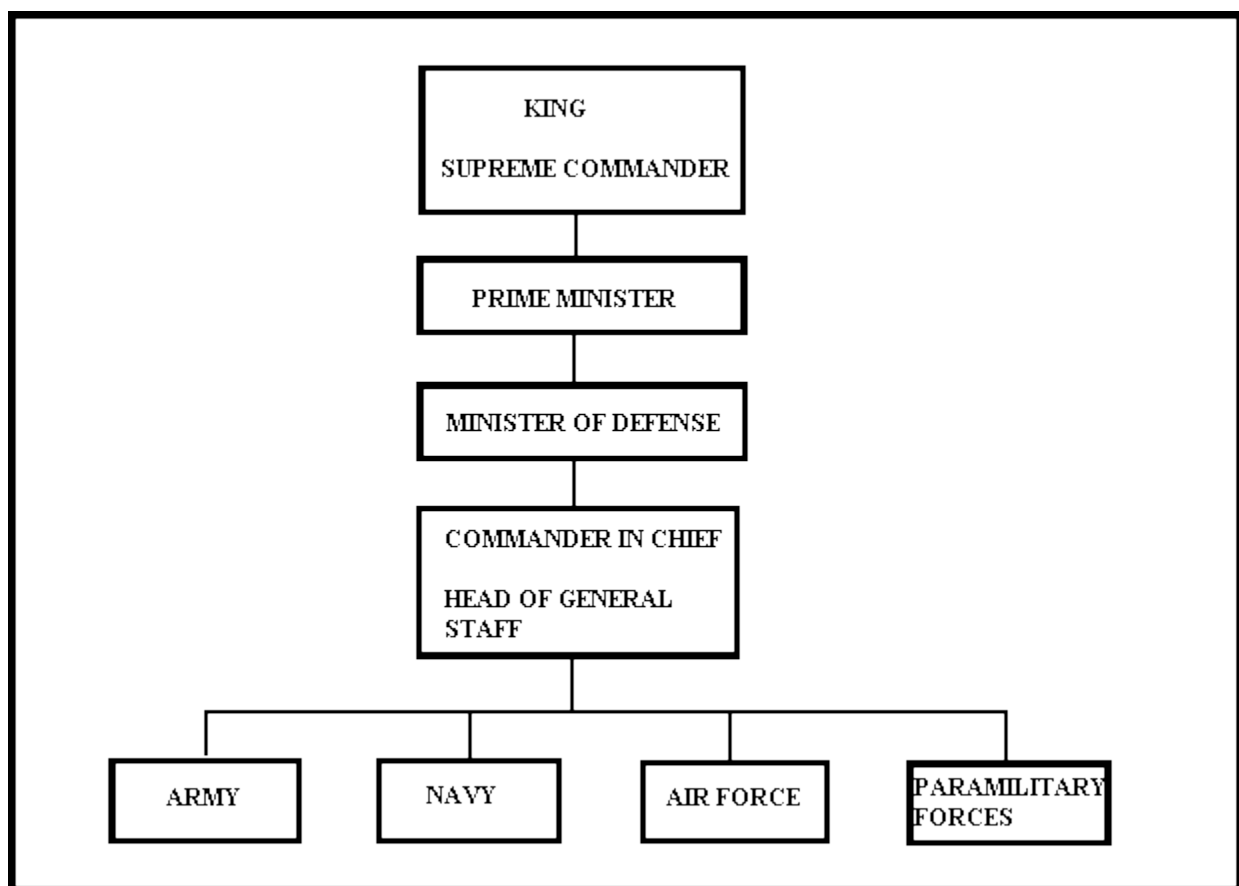 KING
SUPREME COMMANDER
PRIME MINISTER
MINISTER OF DEFENSE
COMMANDER IN CHIEF
HEAD OF GENERAL
STAFF
ARMY
NAVY
AIR FORCE
PARAMILITARY
FORCES